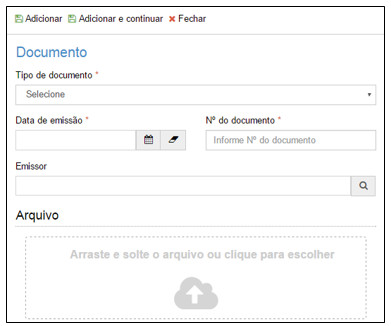 Adicionar Adicionar e continuar Fechar
Documento
Tipo de documento *
Selecione
Data de emissão * Nº do documento *
Informe Nº do documento
Emissor
Arquivo
Arraste e solte o arquivo ou clique para escolher